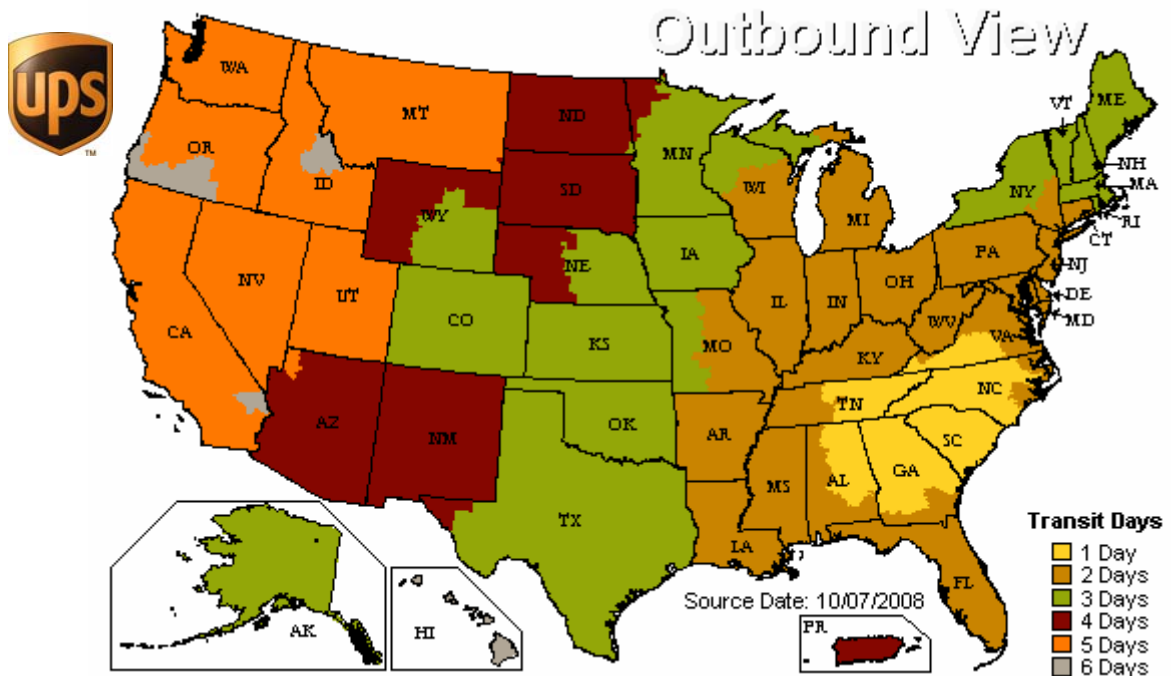 Outbound View
ups
TM
WA
MT
ND
MN
VT
ME
OR
ID
SD
WI
MI
NY
NH
MA
RI
CT
WY
NE
IA
PA
NJ
NV
UT
CO
IL
IN
OH
DE
MD
WV
VA
CA
KS
MO
KY
AZ
NM
OK
AR
TN
NC
SC
MS
AL
GA
TX
LA
FL
AK
HI
PR
Source Date: 10/07/2008
Transit Days
1 Day
2 Days
3 Days
4 Days
5 Days
6 Days